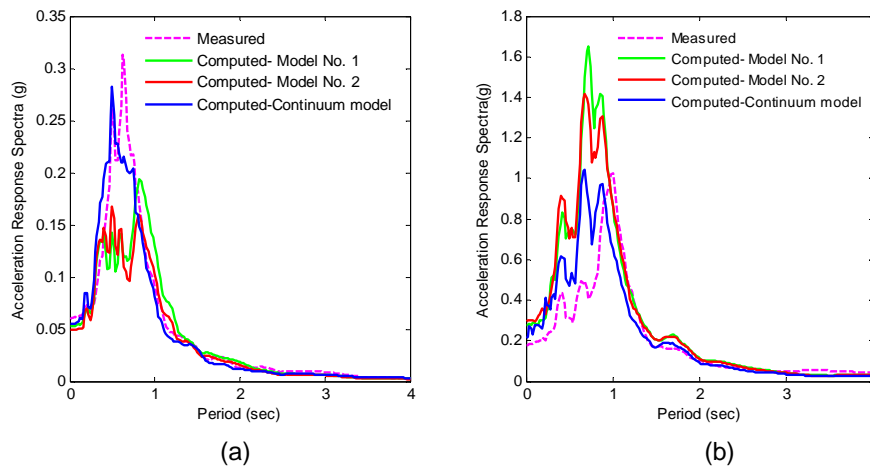 0.35
0.3
0.25
0.2
0.15
0.1
0.05
0
Acceleration Response Spectra (g)
Measured
Computed- Model No. 1
Computed- Model No. 2
Computed-Continuum model
0 1 2 3 4
Period (sec)
(a)
1.8
1.6
1.4
1.2
1.0
0.8
0.6
0.4
0.2
0
Acceleration Response Spectra(g)
Measured
Computed- Model No. 1
Computed- Model No. 2
Computed-Continuum model
0 1 2 3
Period (sec)
(b)